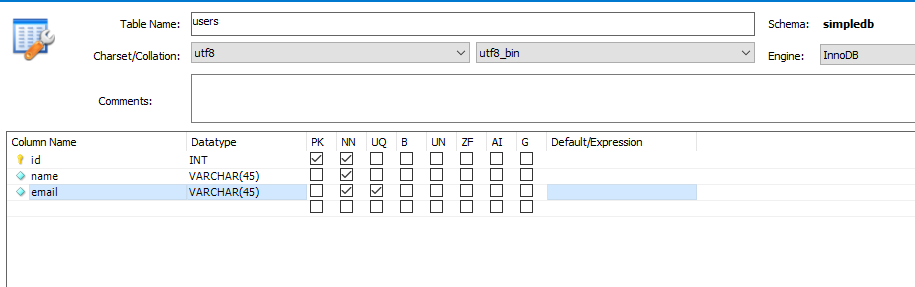 Table Name: users Schema: simpledb
Charset/Collation: utf8 utf8_bin Engine: InnoDB
Comments:
Column Name Datatype PK NN UQ B UN ZF AI G Default/Expression
id INT
name VARCHAR(45)
email VARCHAR(45)